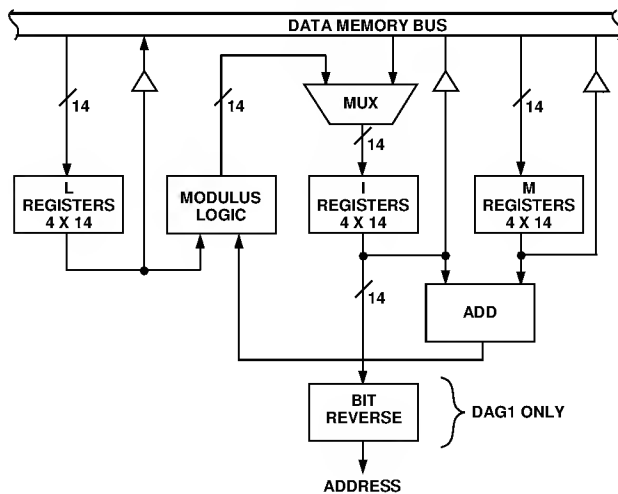 DATA MEMORY BUS
14
14
MUX
14
14
L
REGISTERS
4 X 14
MODULUS
LOGIC
I
REGISTERS
4 X 14
M
REGISTERS
4 X 14
14
ADD
BIT
REVERSE
DAG1 ONLY
ADDRESS